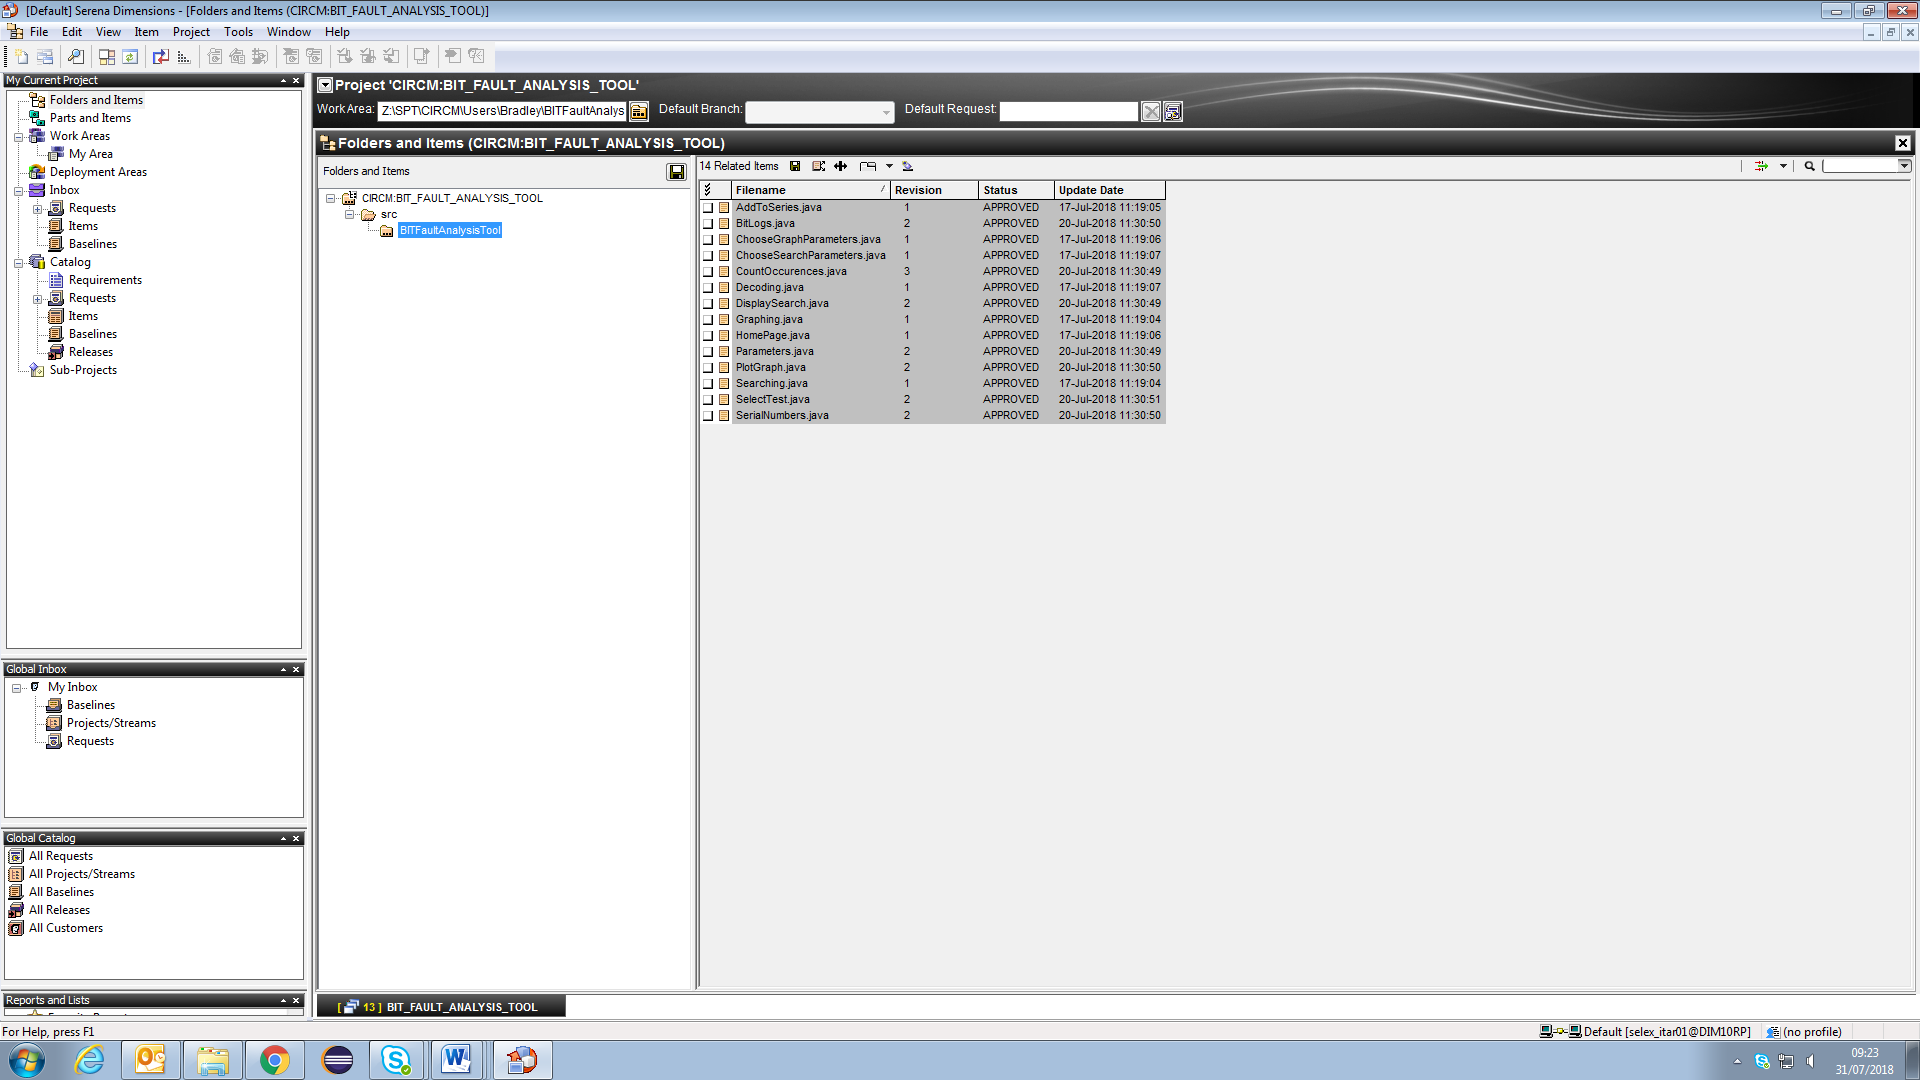 [Default] Serena Dimensions - [Folders and Items (CIRCM:BIT_FAULT_ANALYSIS_TOOL)]
File Edit View Item Project Tools Window Help
My Current Project
Folders and Items
Parts and Items
Work Areas
My Area
Deployment Areas
Inbox
Requests
Items
Baselines
Catalog
Requirements
Requests
Items
Baselines
Releases
Sub-Projects
Global Inbox
My Inbox
Baselines
Projects/Streams
Requests
Global Catalog
All Requests
All Projects/Streams
All Baselines
All Releases
All Customers
Reports and Lists
Project 'CIRCM:BIT_FAULT_ANALYSIS_TOOL'
Work Area: Z:\SPT\CIRCM\Users\Bradley\BITFaultAnalys Default Branch: Default Request:
Folders and Items (CIRCM:BIT_FAULT_ANALYSIS_TOOL)
Folders and Items
CIRCM:BIT_FAULT_ANALYSIS_TOOL
src
BITFaultAnalysisTool
14 Related Items
Filename Revision Status Update Date
AddToSeries.java 1 APPROVED 17-Jul-2018 11:19:05
BitLogs.java 2 APPROVED 20-Jul-2018 11:30:50
ChooseGraphParameters.java 1 APPROVED 17-Jul-2018 11:19:06
ChooseSearchParameters.java 1 APPROVED 17-Jul-2018 11:19:07
CountOccurences.java 3 APPROVED 20-Jul-2018 11:30:49
Decoding.java 1 APPROVED 17-Jul-2018 11:19:07
DisplaySearch.java 2 APPROVED 20-Jul-2018 11:30:49
Graphing.java 1 APPROVED 17-Jul-2018 11:19:04
HomePage.java 1 APPROVED 17-Jul-2018 11:19:06
Parameters.java 2 APPROVED 20-Jul-2018 11:30:49
PlotGraph.java 2 APPROVED 20-Jul-2018 11:30:50
Searching.java 1 APPROVED 17-Jul-2018 11:19:04
SelectTest.java 2 APPROVED 20-Jul-2018 11:30:51
SerialNumbers.java 2 APPROVED 20-Jul-2018 11:30:50
[ 13 ] BIT_FAULT_ANALYSIS_TOOL
For Help, press F1
Default [selex_itar01@DIM10RP] (no profile)
09:23
31/07/2018